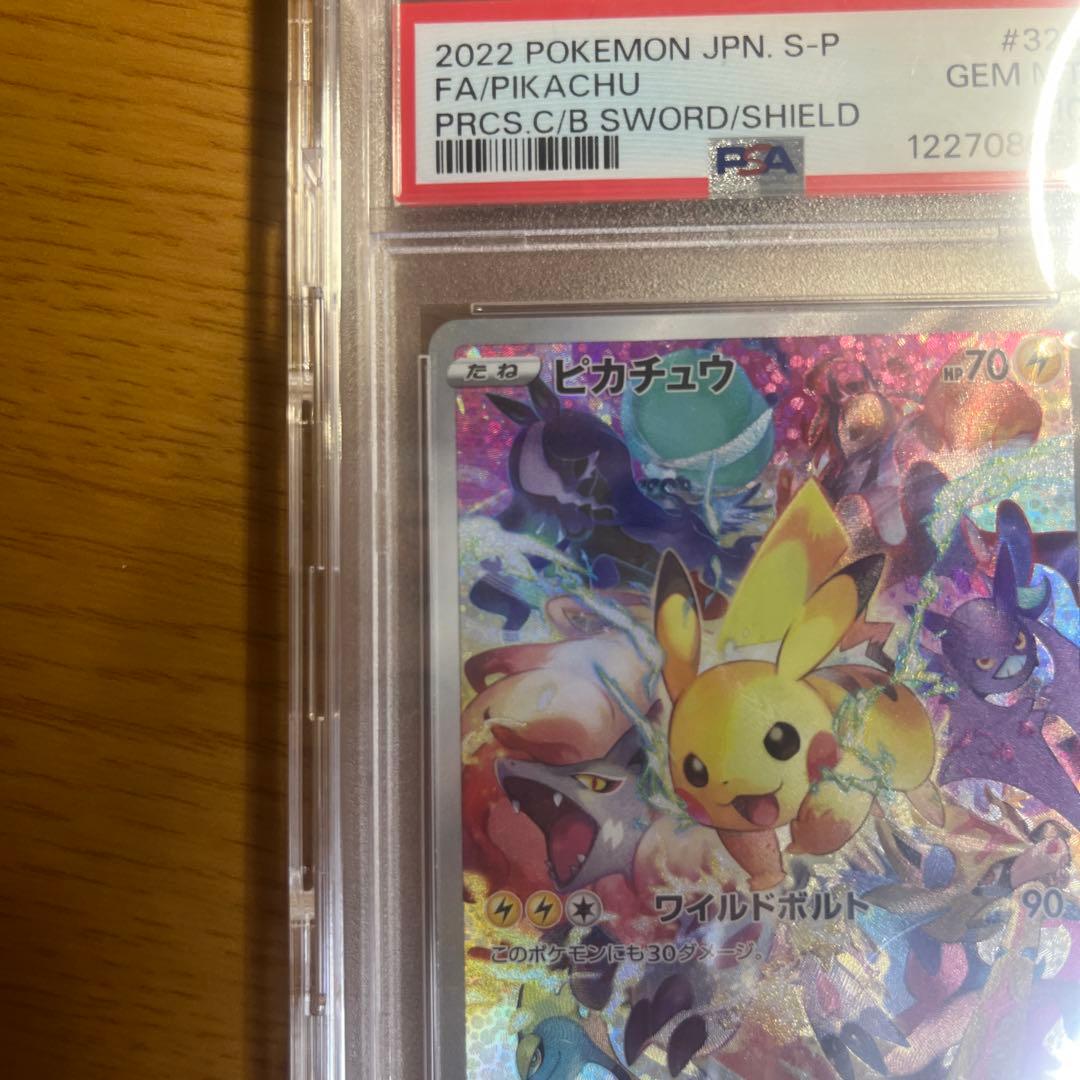 2022 POKEMON JPN. S-P
FA/PIKACHU
GEM
PRCS.C/B SWORD/SHIELD
PSA
たね ピカチュウ HP 70
ワイルドボルト 90
このポケモンにも30ダメージ。